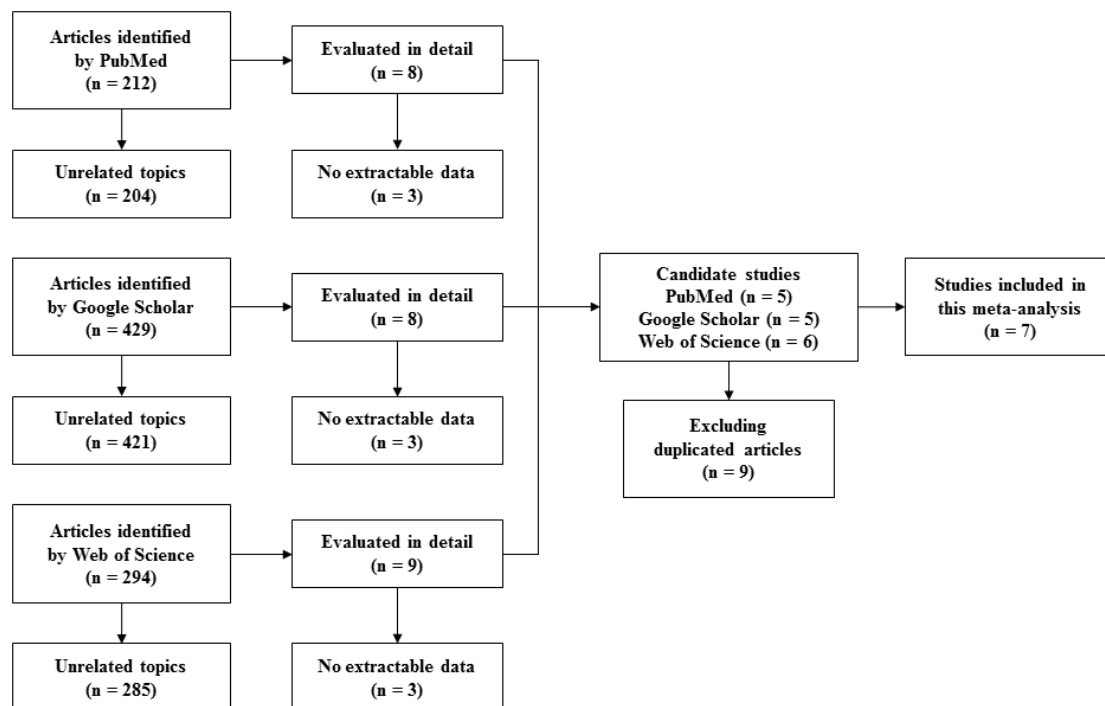 Articles identified
by PubMed
(n = 212)
Evaluated in detail
(n = 8)
Unrelated topics
(n = 204)
No extractable data
(n = 3)
Articles identified
by Google Scholar
(n = 429)
Evaluated in detail
(n = 8)
Unrelated topics
(n = 421)
No extractable data
(n = 3)
Articles identified
by Web of Science
(n = 294)
Evaluated in detail
(n = 9)
Unrelated topics
(n = 285)
No extractable data
(n = 3)
Candidate studies
PubMed (n = 5)
Google Scholar (n = 5)
Web of Science (n = 6)
Excluding
duplicated articles
(n = 9)
Studies included in
this meta-analysis
(n = 7)